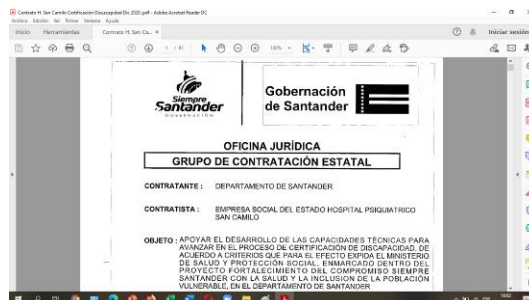 Contrato H. San Camilo Certificación Discapacidad Dic 2020.pdf - Adobe Acrobat Reader DC
Archivo Edición Ver Firmar Ventana Ayuda
Inicio Herramientas Contrato H. San Ca... × Iniciar sesión
Siempre
Santander
GOBERNACIÓN
Gobernación
de Santander
OFICINA JURÍDICA
GRUPO DE CONTRATACIÓN ESTATAL
CONTRATANTE : DEPARTAMENTO DE SANTANDER
CONTRATISTA : EMPRESA SOCIAL DEL ESTADO HOSPITAL PSIQUIATRICO
SAN CAMILO
OBJETO : APOYAR EL DESARROLLO DE LAS CAPACIDADES TÉCNICAS PARA
AVANZAR EN EL PROCESO DE CERTIFICACIÓN DE DISCAPACIDAD, DE
ACUERDO A CRITERIOS QUE PARA EL EFECTO EXPIDA EL MINISTERIO
DE SALUD Y PROTECCIÓN SOCIAL, ENMARCADO DENTRO DEL
PROYECTO FORTALECIMIENTO DEL COMPROMISO SIEMPRE
SANTANDER CON LA SALUD Y LA INCLUSION DE LA POBLACIÓN
VULNERABLE, EN EL DEPARTAMENTO DE SANTANDER